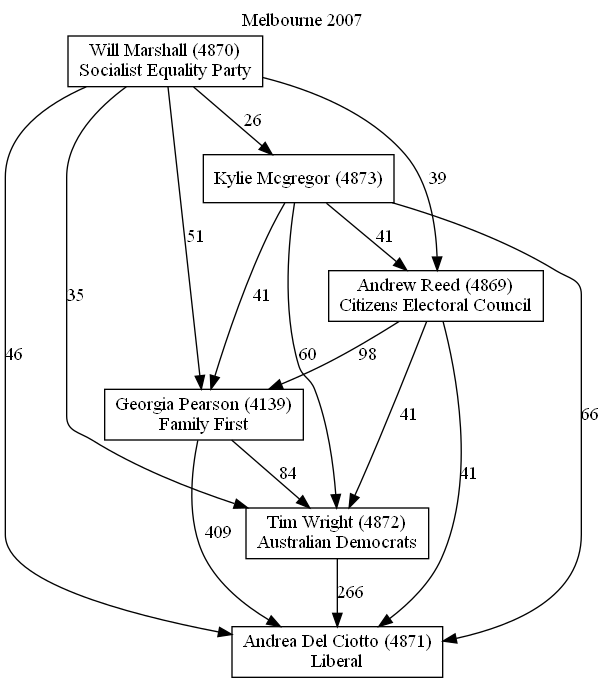 Melbourne 2007
Will Marshall (4870)
Socialist Equality Party
26
Kylie Mcgregor (4873)
39
51
41
Andrew Reed (4869)
Citizens Electoral Council
35
41
46
60
98
Georgia Pearson (4139)
Family First
41
66
84
41
409
Tim Wright (4872)
Australian Democrats
266
Andrea Del Ciotto (4871)
Liberal